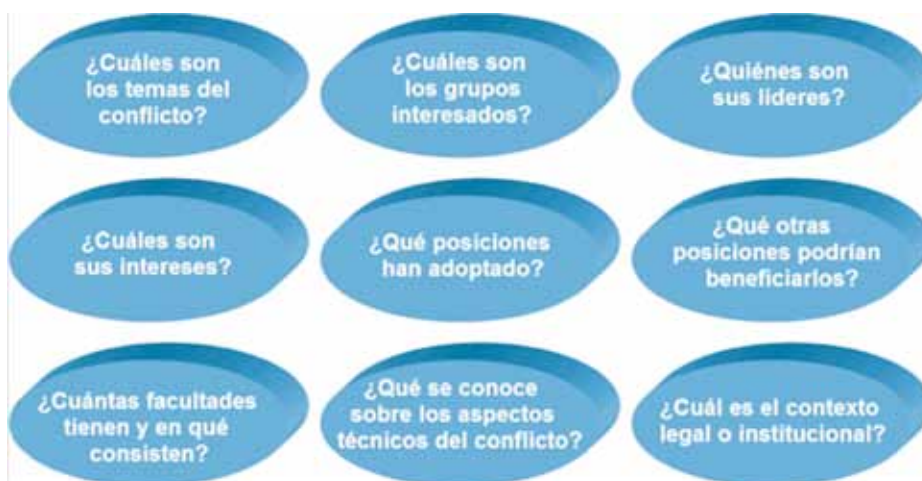 ¿Cuáles son
los temas del
conflicto?
¿Cuáles son
los grupos
interesados?
¿Quiénes son
sus líderes?
¿Cuáles son
sus intereses?
¿Qué posiciones
han adoptado?
¿Qué otras
posiciones podrían
beneficiarlos?
¿Cuántas facultades
tienen y en qué
consisten?
¿Qué se conoce
sobre los aspectos
técnicos del conflicto?
¿Cuál es el contexto
legal o institucional?